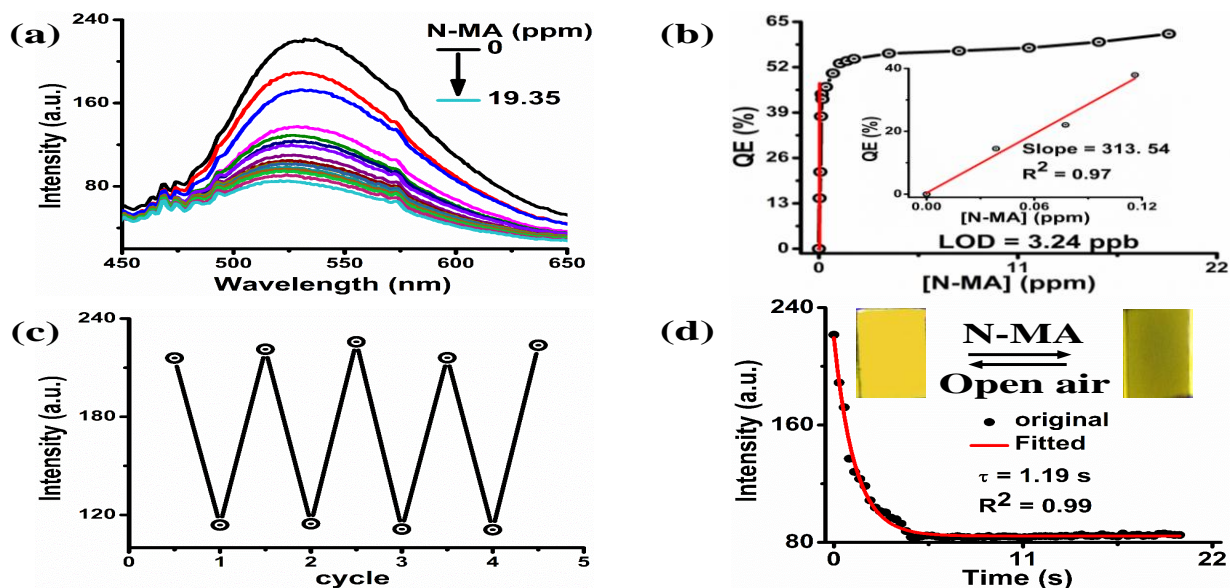 (a)
240
160
80
Intensity (a.u.)
N-MA (ppm)
0
19.35
450
500
550
600
650
Wavelength (nm)
(b)
65
52
39
26
13
0
QE (%)
40
20
0
QE (%)
Slope = 313. 54
R² = 0.97
0.00
0.06
0.12
[N-MA] (ppm)
LOD = 3.24 ppb
0
11
22
[N-MA] (ppm)
(c)
240
180
120
Intensity (a.u.)
0
1
2
3
4
5
cycle
(d)
240
160
80
Intensity (a.u.)
N-MA
Open air
original
Fitted
τ = 1.19 s
R² = 0.99
0
11
22
Time (s)